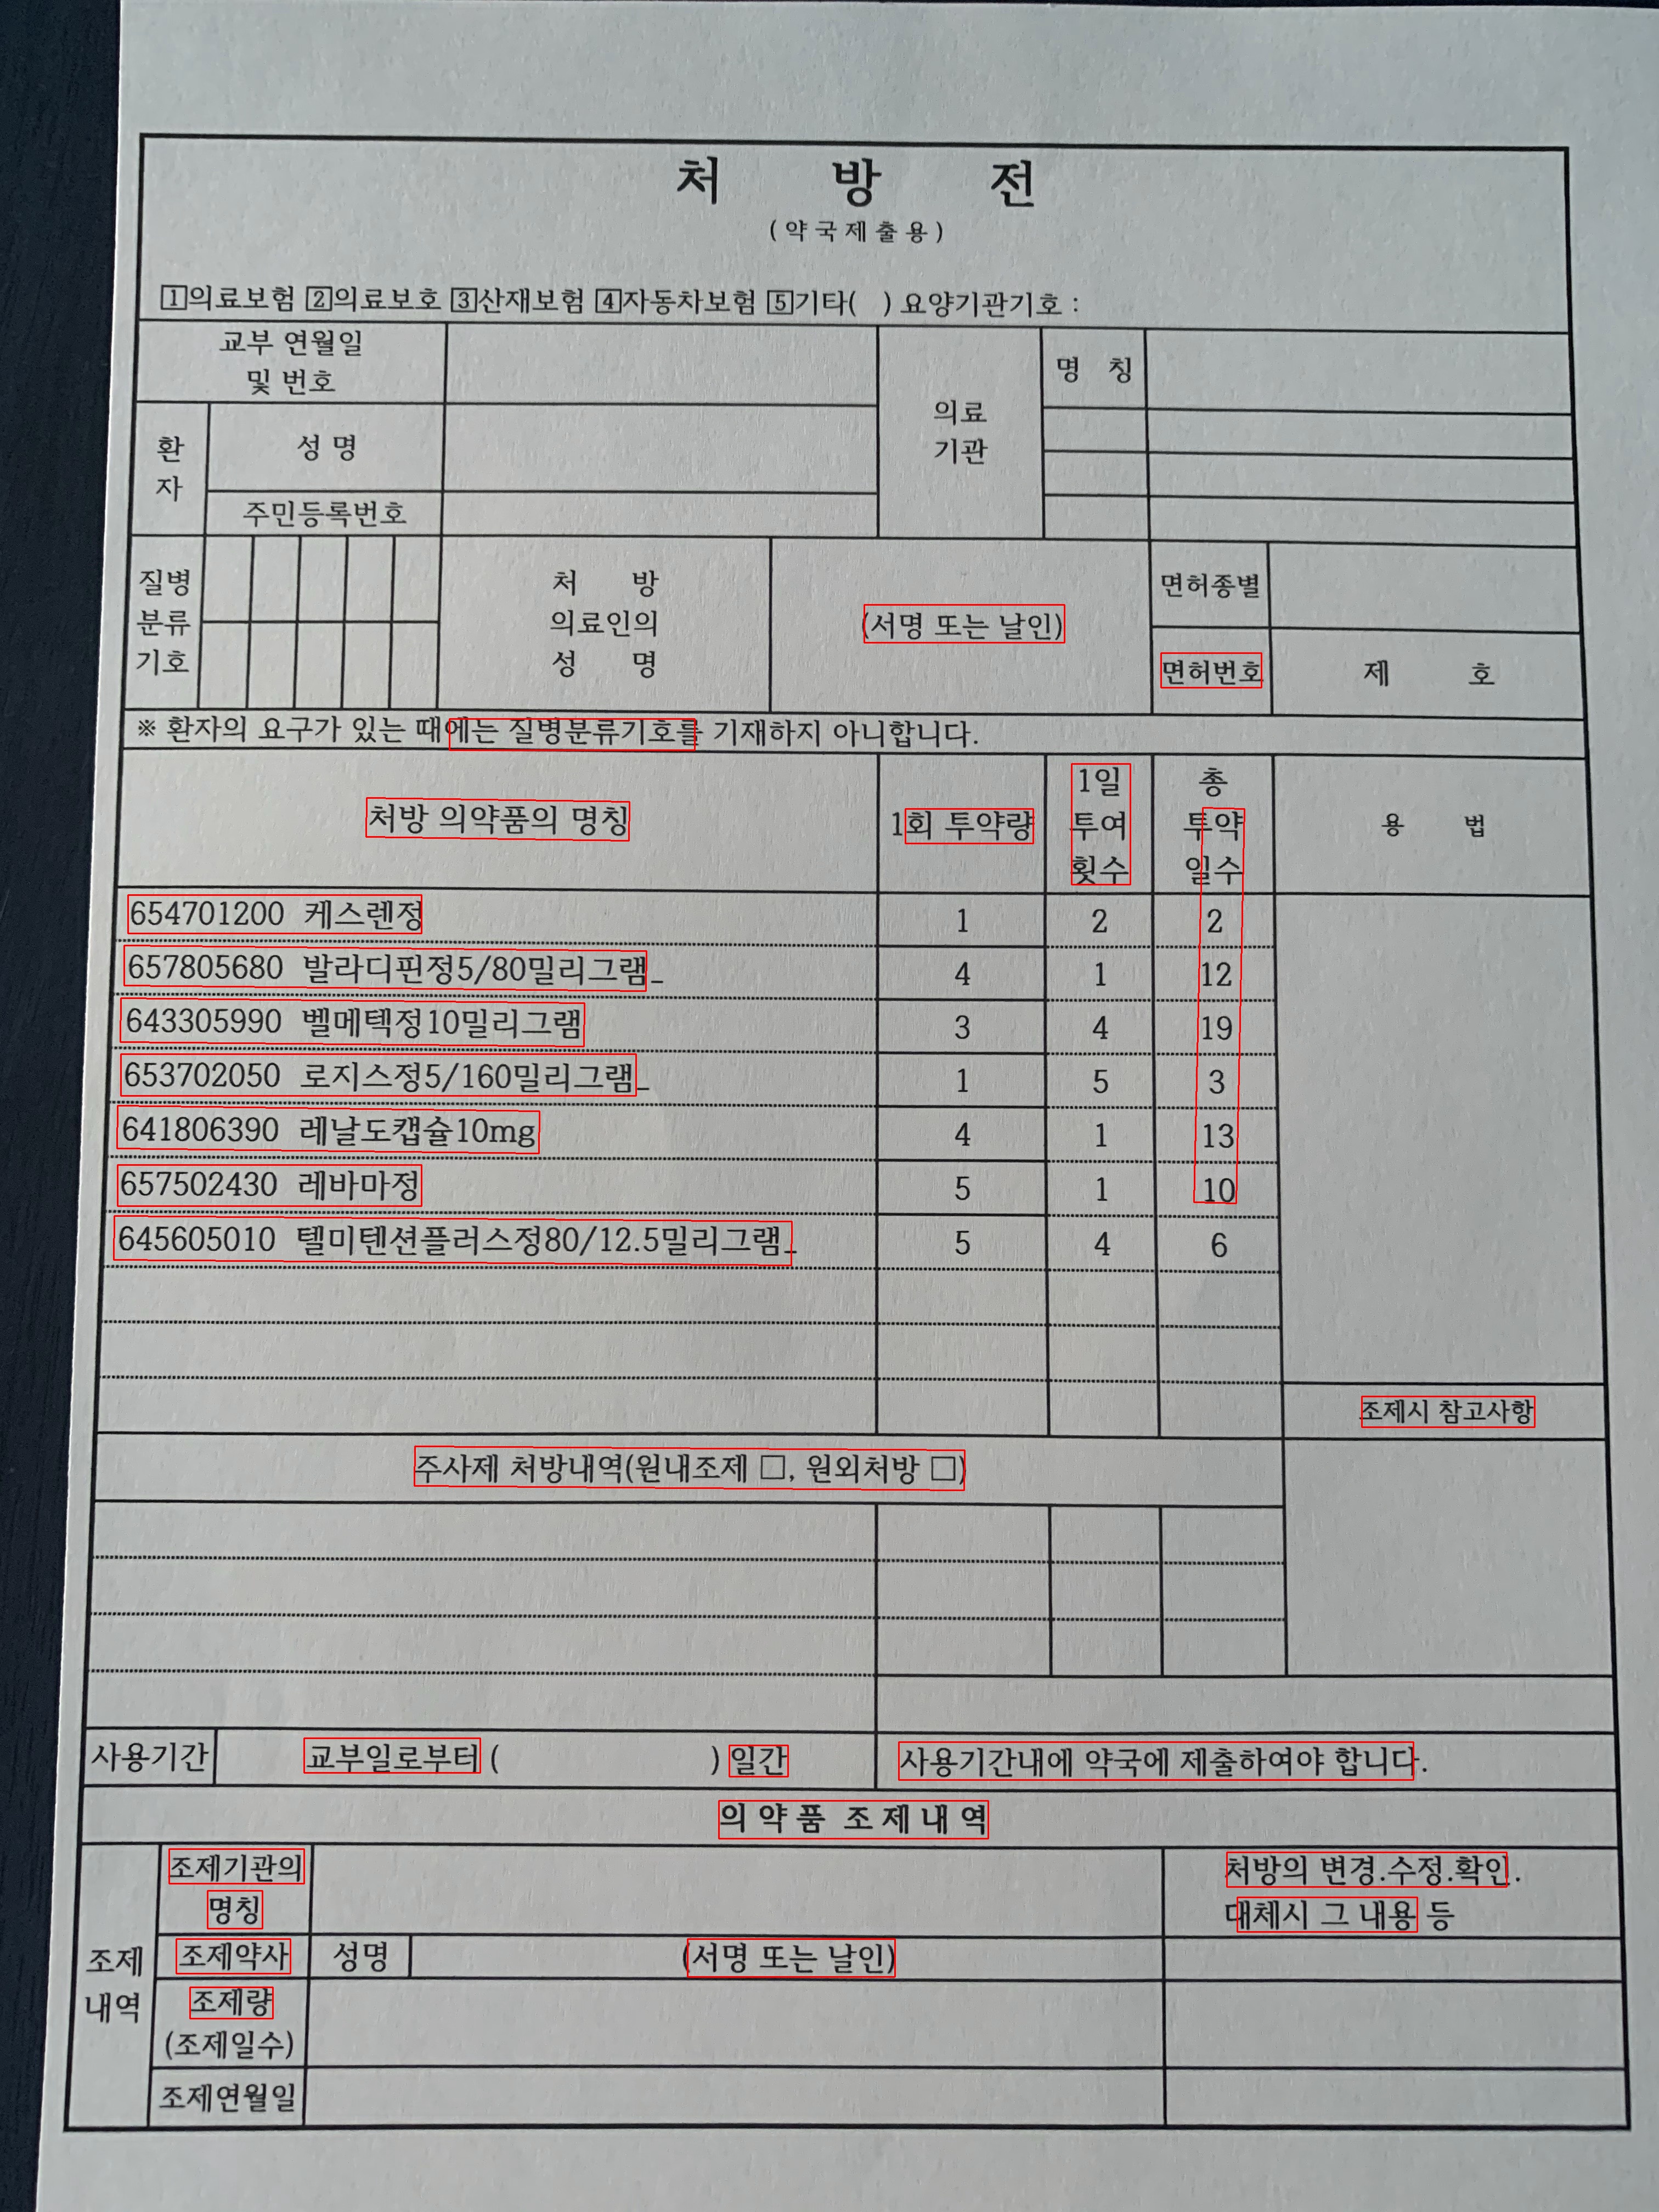 처 방 전
(약국제출용)
1의료보험 2의료보호 3산재보험 4자동차보험 5기타( ) 요양기관기호 :
교부 연월일
및 번호
의료
기관
명 칭
환
자
성 명
주민등록번호
질병
분류
기호
처 방
의료인의
성 명
(서명 또는 날인)
면허종별
면허번호
제 호
※ 환자의 요구가 있는 때에는 질병분류기호를 기재하지 아니합니다.
처방 의약품의 명칭
1회 투약량
1일
투여
횟수
총
투약
일수
용 법
654701200 케스렌정 1 2 2
657805680 발라디핀정5/80밀리그램_ 4 1 12
643305990 벨메텍정10밀리그램 3 4 19
653702050 로지스정5/160밀리그램_ 1 5 3
641806390 레날도캡슐10mg 4 1 13
657502430 레바마정 5 1 10
645605010 텔미텐션플러스정80/12.5밀리그램_ 5 4 6
조제시 참고사항
주사제 처방내역(원내조제 □, 원외처방 □)
사용기간 교부일로부터 ( ) 일간 사용기간내에 약국에 제출하여야 합니다.
의 약 품 조 제 내 역
조제
내역
조제기관의
명칭
처방의 변경.수정.확인.
대체시 그 내용 등
조제약사 성명 (서명 또는 날인)
조제량
(조제일수)
조제연월일